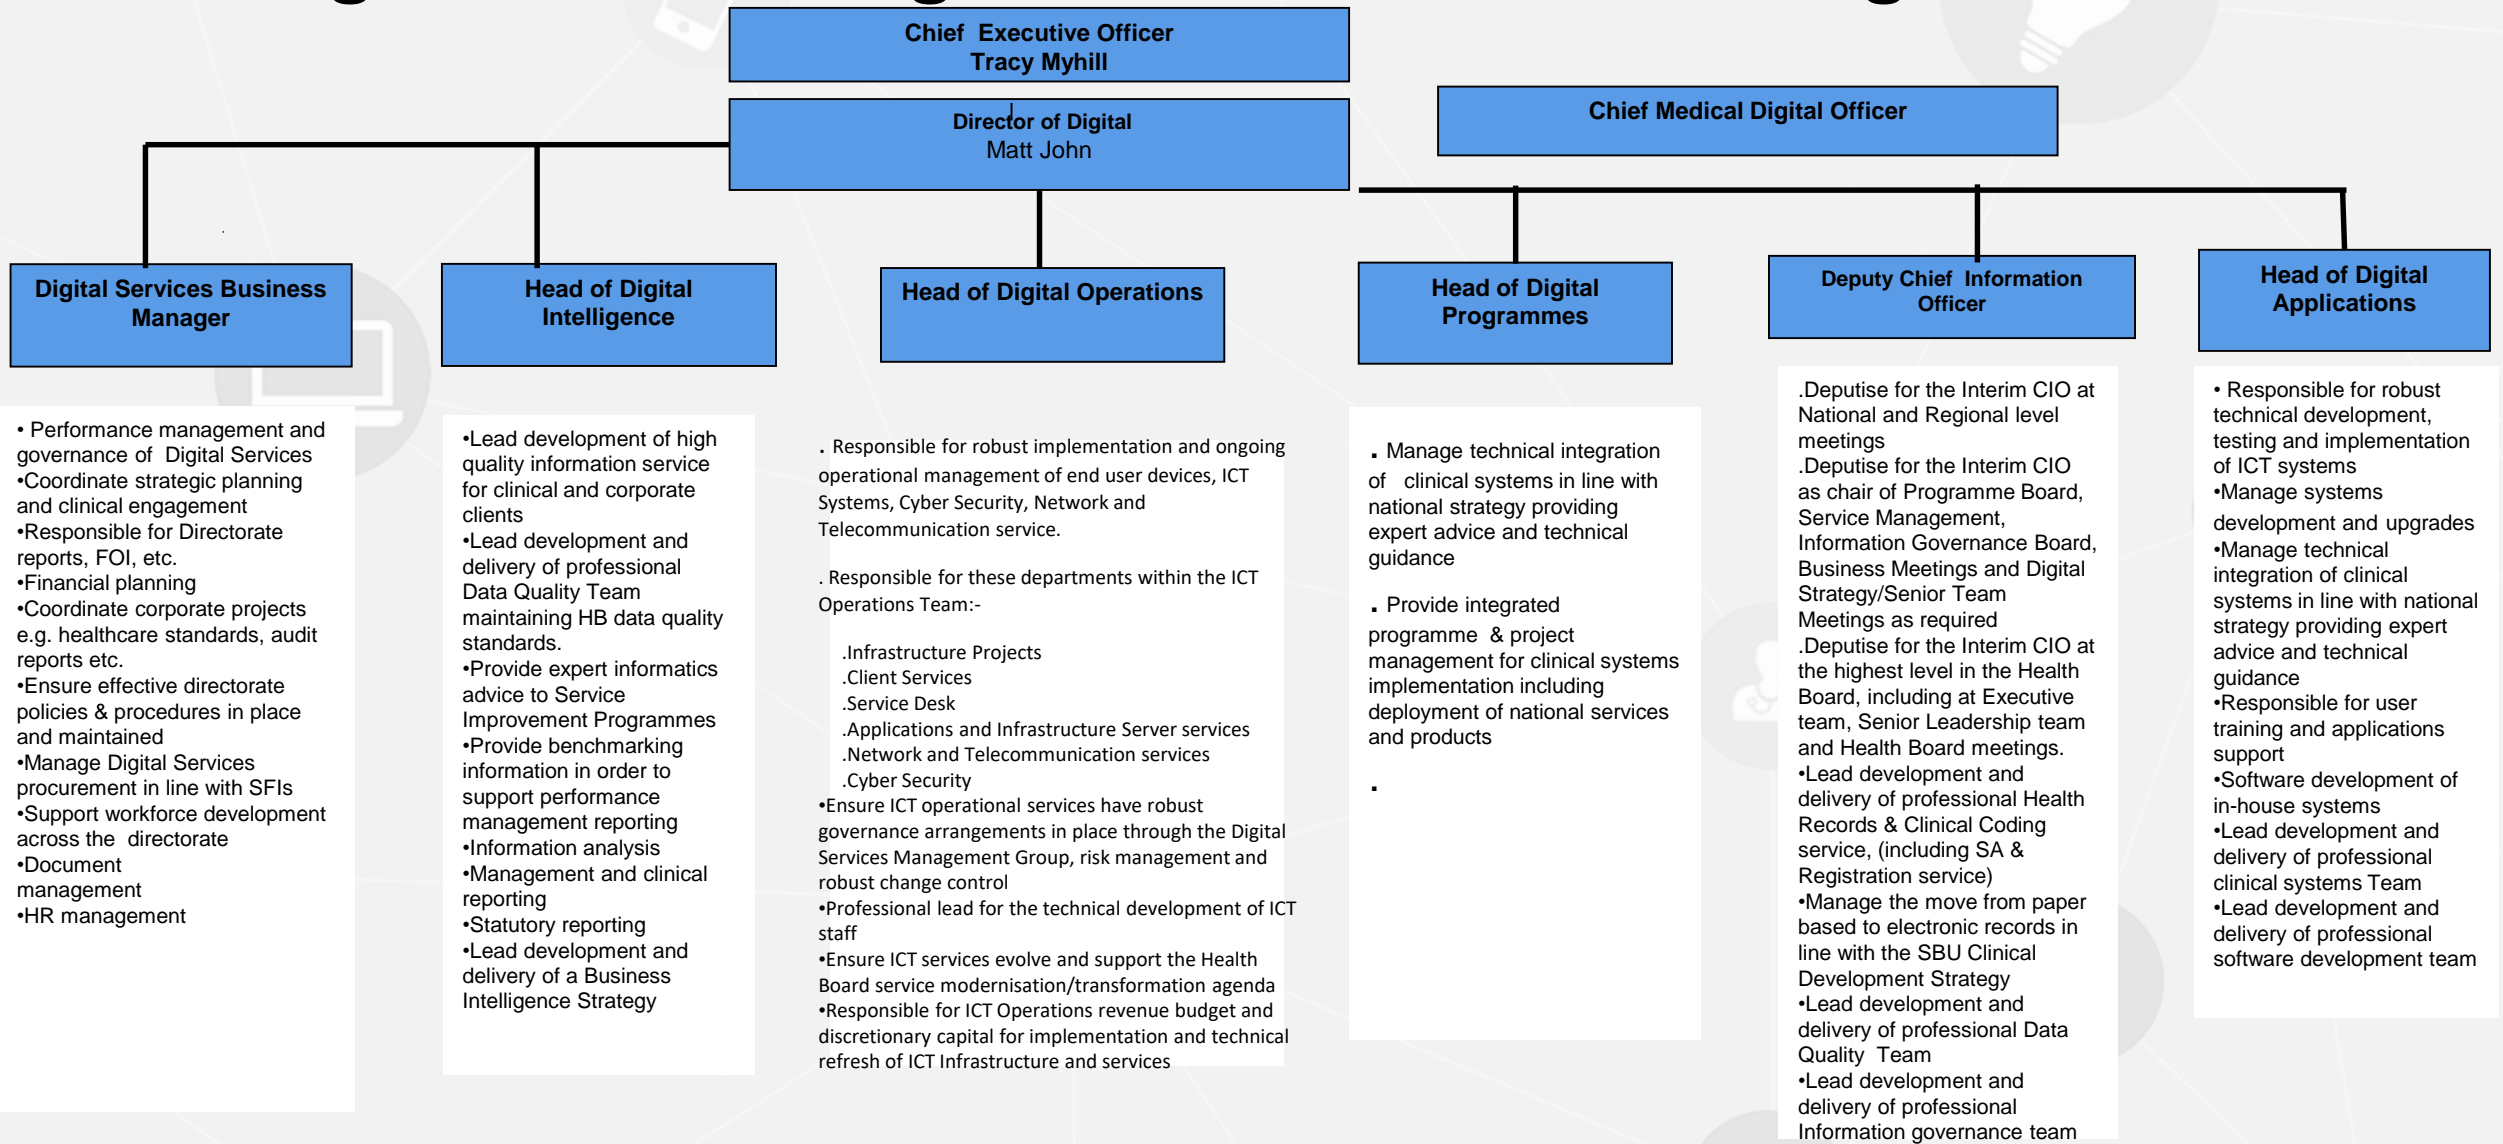 Chief Executive Officer
Tracy Myhill
Director of Digital
Matt John
Chief Medical Digital Officer
Digital Services Business
Manager
Head of Digital
Intelligence
Head of Digital Operations
Head of Digital
Programmes
Deputy Chief Information
Officer
Head of Digital
Applications
• Performance management and
governance of Digital Services
•Coordinate strategic planning
and clinical engagement
•Responsible for Directorate
reports, FOI, etc.
•Financial planning
•Coordinate corporate projects
e.g. healthcare standards, audit
reports etc.
•Ensure effective directorate
policies & procedures in place
and maintained
•Manage Digital Services
procurement in line with SFIs
•Support workforce development
across the directorate
•Document
management
•HR management
•Lead development of high
quality information service
for clinical and corporate
clients
•Lead development and
delivery of professional
Data Quality Team
maintaining HB data quality
standards.
•Provide expert informatics
advice to Service
Improvement Programmes
•Provide benchmarking
information in order to
support performance
management reporting
•Information analysis
•Management and clinical
reporting
•Statutory reporting
•Lead development and
delivery of a Business
Intelligence Strategy
. Responsible for robust implementation and ongoing
operational management of end user devices, ICT
Systems, Cyber Security, Network and
Telecommunication service.
. Responsible for these departments within the ICT
Operations Team:-
.Infrastructure Projects
.Client Services
.Service Desk
.Applications and Infrastructure Server services
.Network and Telecommunication services
.Cyber Security
•Ensure ICT operational services have robust
governance arrangements in place through the Digital
Services Management Group, risk management and
robust change control
•Professional lead for the technical development of ICT
staff
•Ensure ICT services evolve and support the Health
Board service modernisation/transformation agenda
•Responsible for ICT Operations revenue budget and
discretionary capital for implementation and technical
refresh of ICT Infrastructure and services
. Manage technical integration
of clinical systems in line with
national strategy providing
expert advice and technical
guidance
. Provide integrated
programme & project
management for clinical systems
implementation including
deployment of national services
and products
.
.Deputise for the Interim CIO at
National and Regional level
meetings
.Deputise for the Interim CIO
as chair of Programme Board,
Service Management,
Information Governance Board,
Business Meetings and Digital
Strategy/Senior Team
Meetings as required
.Deputise for the Interim CIO at
the highest level in the Health
Board, including at Executive
team, Senior Leadership team
and Health Board meetings.
•Lead development and
delivery of professional Health
Records & Clinical Coding
service, (including SA &
Registration service)
•Manage the move from paper
based to electronic records in
line with the SBU Clinical
Development Strategy
•Lead development and
delivery of professional Data
Quality Team
•Lead development and
delivery of professional
Information governance team
• Responsible for robust
technical development,
testing and implementation
of ICT systems
•Manage systems
development and upgrades
•Manage technical
integration of clinical
systems in line with national
strategy providing expert
advice and technical
guidance
•Responsible for user
training and applications
support
•Software development of
in-house systems
•Lead development and
delivery of professional
clinical systems Team
•Lead development and
delivery of professional
software development team